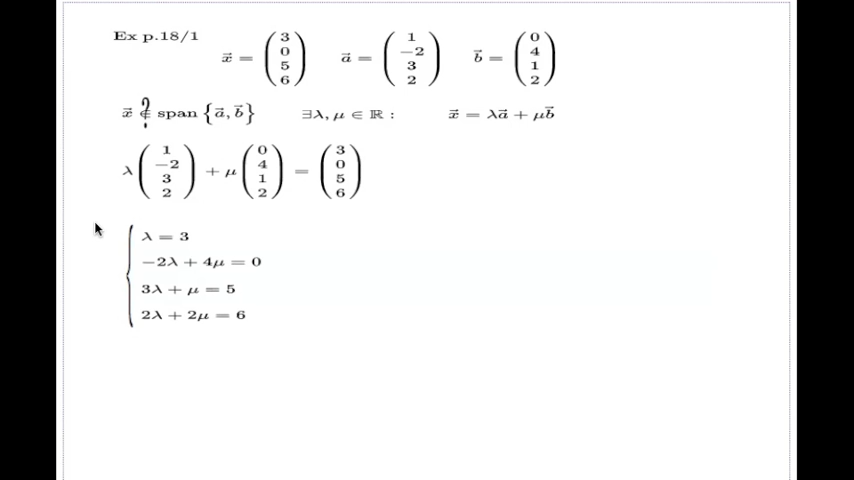 Ex p.18/1
x⃗ = (3 0 5 6) a⃗ = (1 −2 3 2) b⃗ = (0 4 1 2)
x⃗ ∉ ? span {a⃗, b⃗} ∃λ, μ ∈ ℝ : x⃗ = λa⃗ + μb⃗
λ (1 −2 3 2) + μ (0 4 1 2) = (3 0 5 6)
λ = 3
−2λ + 4μ = 0
3λ + μ = 5
2λ + 2μ = 6